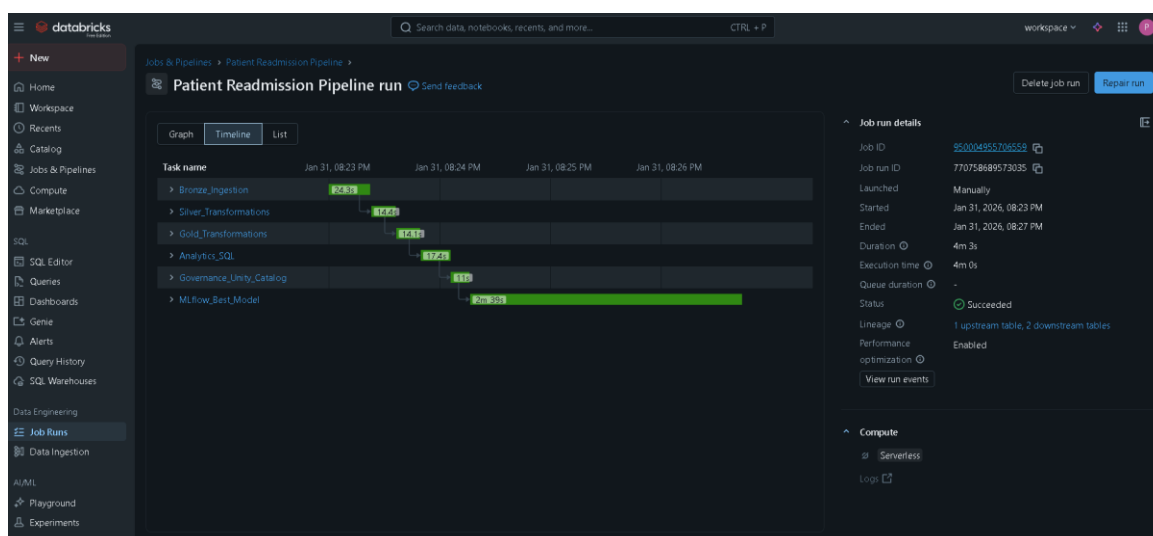 databricks
Free Edition
Search data, notebooks, recents, and more...
CTRL + P
workspace
P
New
Home
Workspace
Recents
Catalog
Jobs & Pipelines
Compute
Marketplace
SQL
SQL Editor
Queries
Dashboards
Genie
Alerts
Query History
SQL Warehouses
Data Engineering
Job Runs
Data Ingestion
AI/ML
Playground
Experiments
Jobs & Pipelines > Patient Readmission Pipeline >
Patient Readmission Pipeline run Send feedback
Delete job run
Repair run
Graph Timeline List
Task name Jan 31, 08:23 PM Jan 31, 08:24 PM Jan 31, 08:25 PM Jan 31, 08:26 PM
Bronze_Ingestion 24.3s
Silver_Transformations 14.4s
Gold_Transformations 14.1s
Analytics_SQL 17.4s
Governance_Unity_Catalog 11s
MLflow_Best_Model 2m 39s
Job run details
Job ID 950004955706559
Job run ID 770758689573035
Launched Manually
Started Jan 31, 2026, 08:23 PM
Ended Jan 31, 2026, 08:27 PM
Duration 4m 3s
Execution time 4m 0s
Queue duration -
Status Succeeded
Lineage 1 upstream table, 2 downstream tables
Performance Enabled
optimization
View run events
Compute
Serverless
Logs